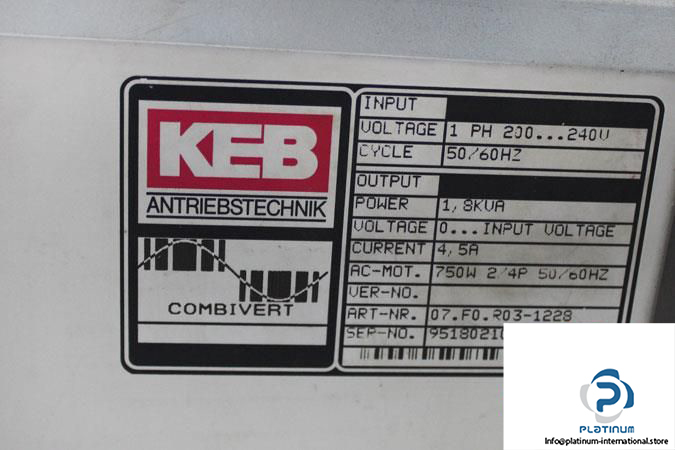 KEB
ANTRIEBSTECHNIK
COMBIVERT
INPUT
VOLTAGE 1 PH 200...240V
CYCLE 50/60HZ
OUTPUT
POWER 1,8KVA
VOLTAGE 0...INPUT VOLTAGE
CURRENT 4,5A
AC-MOT. 750W 2/4P 50/60HZ
VER-NO.
ART-NR. 07.F0.R03-1228
SER-NO.
PLATINUM
Info@platinum-international.store